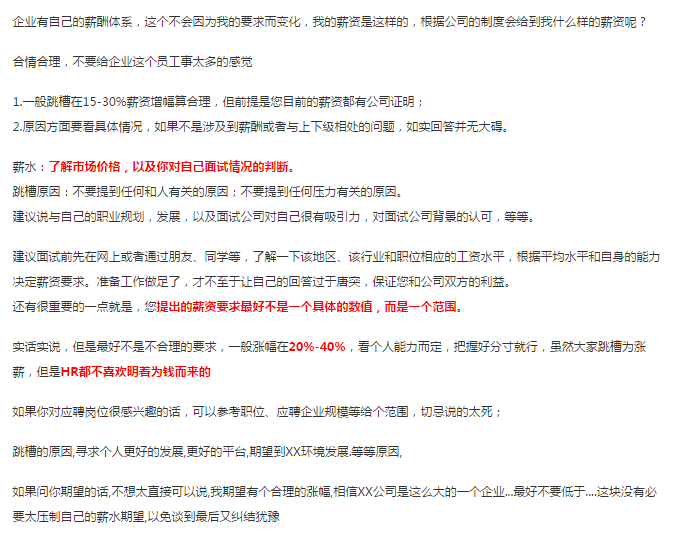 企业有自己的薪酬体系，这个不会因为我的要求而变化，我的薪资是这样的，根据公司的制度会给到我什么样的薪资呢？
合情合理，不要给企业这个员工事太多的感觉
1.一般跳槽在15-30%薪资增幅算合理，但前提是您目前的薪资都有公司证明；
2.原因方面要看具体情况，如果不是涉及到薪酬或者与上下级相处的问题，如实回答并无大碍。
薪水：了解市场价格，以及你对自己面试情况的判断。
跳槽原因：不要提到任何和人有关的原因；不要提到任何压力有关的原因。
建议说与自己的职业规划，发展，以及面试公司对自己很有吸引力，对面试公司背景的认可，等等。
建议面试前先在网上或者通过朋友、同学等，了解一下该地区、该行业和职位相应的工资水平，根据平均水平和自身的能力
决定薪资要求。准备工作做足了，才不至于让自己的回答过于唐突，保证您和公司双方的利益。
还有很重要的一点就是，您提出的薪资要求最好不是一个具体的数值，而是一个范围。
实话实说，但是最好不是不合理的要求，一般涨幅在20%-40%，看个人能力而定，把握好分寸就行，虽然大家跳槽为涨
薪，但是HR都不喜欢明着为钱而来的
如果你对应聘岗位很感兴趣的话，可以参考职位、应聘企业规模等给个范围，切忌说的太死；
跳槽的原因,寻求个人更好的发展,更好的平台,期望到XX环境发展.等等原因,
如果问你期望的话,不想太直接可以说,我期望有个合理的涨幅,相信XX公司是这么大的一个企业...最好不要低于....这块没有必
要太压制自己的薪水期望,以免谈到最后又纠结犹豫